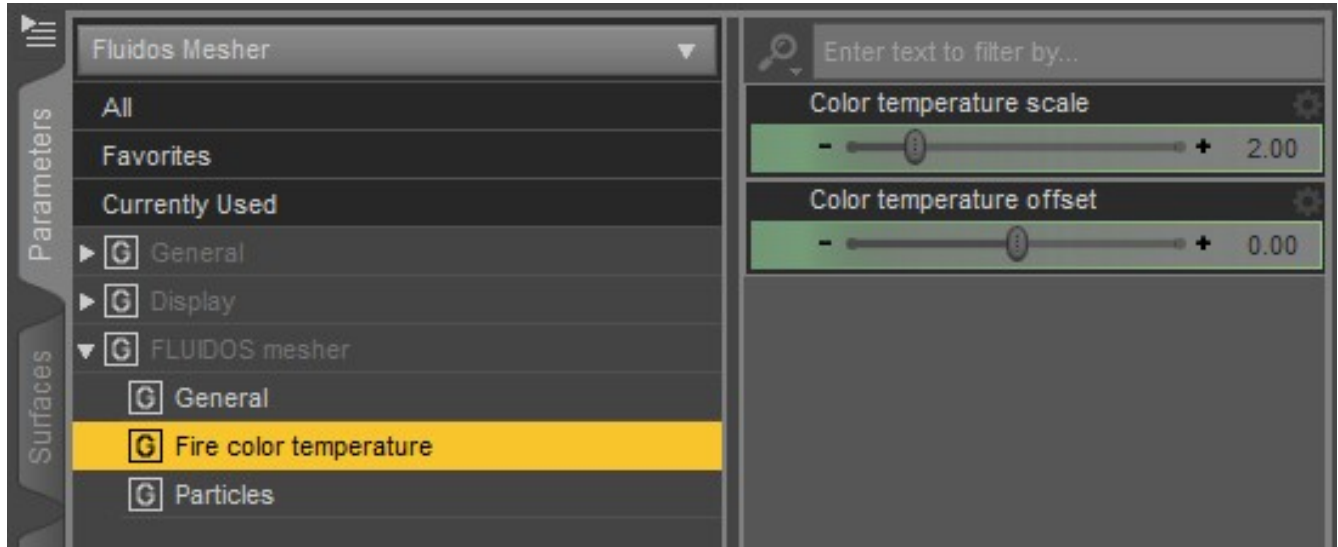 Fluidos Mesher
All
Favorites
Currently Used
G General
G Display
G FLUIDOS mesher
G General
G Fire color temperature
G Particles
Parameters
Surfaces
Enter text to filter by...
Color temperature scale
- + 2.00
Color temperature offset
- + 0.00